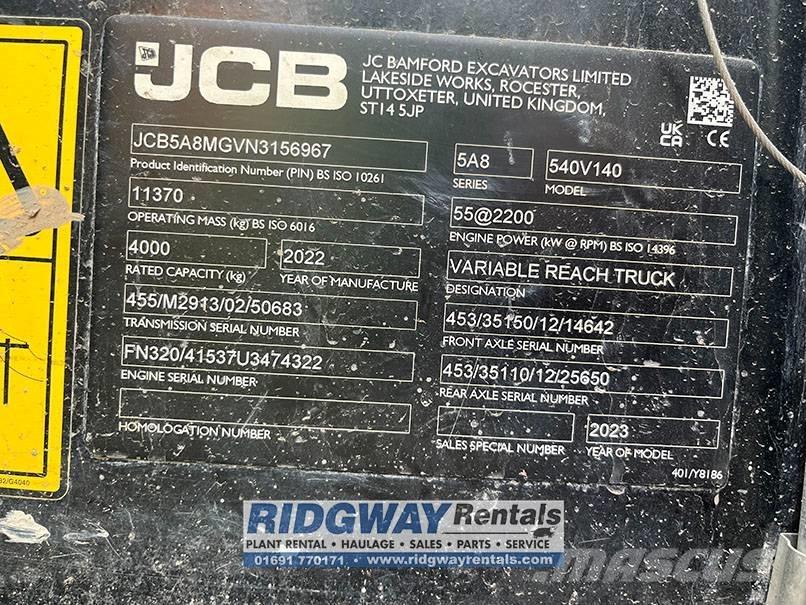 JCB
JC BAMFORD EXCAVATORS LIMITED
LAKESIDE WORKS, ROCESTER,
UTTOXETER, UNITED KINGDOM,
ST14 5JP
UK
CA
CE
JCB5A8MGVN3156967
Product Identification Number (PIN) BS ISO 10261
5A8
SERIES
540V140
MODEL
11370
OPERATING MASS (kg) BS ISO 6016
55@2200
ENGINE POWER (kW @ RPM) BS ISO 14396
4000
RATED CAPACITY (kg)
2022
YEAR OF MANUFACTURE
VARIABLE REACH TRUCK
DESIGNATION
455/M2913/02/50683
TRANSMISSION SERIAL NUMBER
453/35150/12/14642
FRONT AXLE SERIAL NUMBER
FN320/41537U3474322
ENGINE SERIAL NUMBER
453/35110/12/25650
REAR AXLE SERIAL NUMBER
HOMOLOGATION NUMBER
SALES SPECIAL NUMBER
2023
YEAR OF MODEL
401/Y8186
RIDGWAY Rentals
PLANT RENTAL • HAULAGE • SALES • PARTS • SERVICE
01691 770171 • www.ridgwayrentals.com
MASCUS